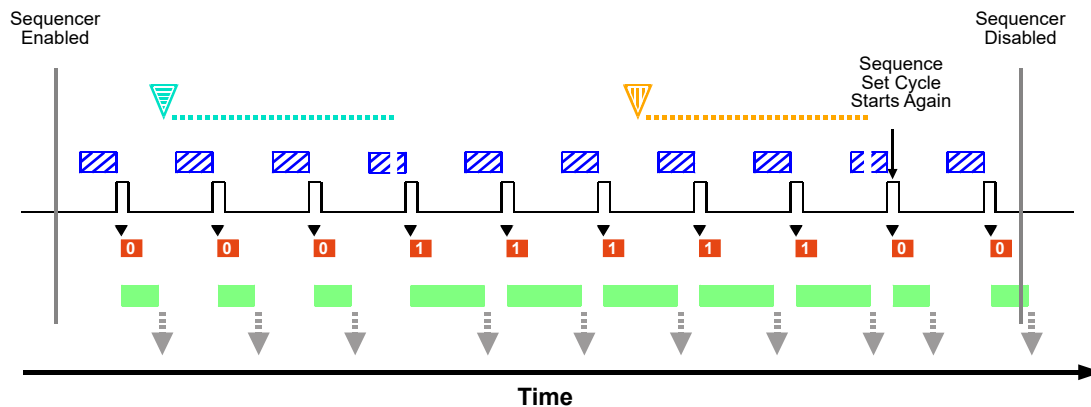 Sequencer
Enabled
Sequencer
Disabled
Sequence
Set Cycle
Starts Again
0 0 0 1 1 1 1 1 0 0
Time